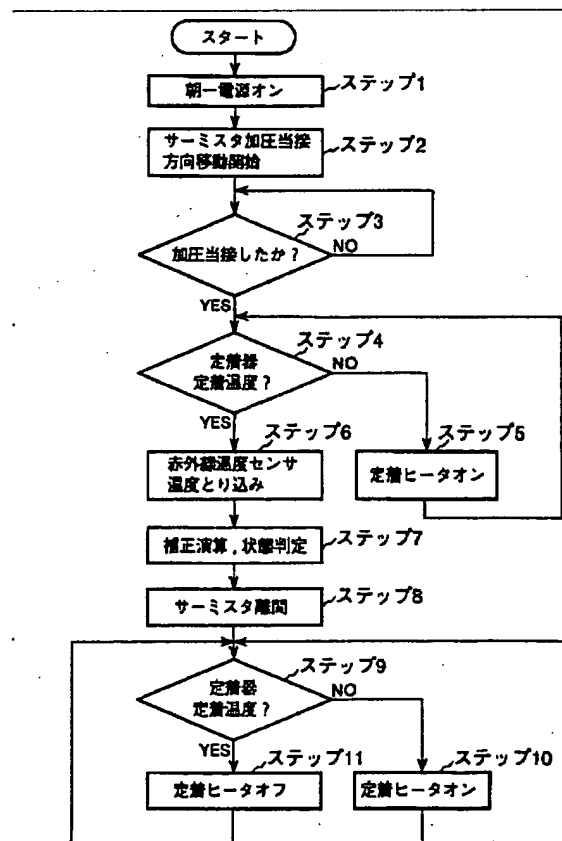 スタート
朝一電源オン
ステップ1
サーミスタ加圧当接
方向移動開始
ステップ2
ステップ3
加圧当接したか?
NO
YES
ステップ4
定着器
定着温度?
NO
YES
ステップ6
赤外線温度センサ
温度とり込み
ステップ5
定着ヒータオン
補正演算,状態判定
ステップ7
サーミスタ離間
ステップ8
ステップ9
定着器
定着温度?
NO
YES
ステップ11
定着ヒータオフ
ステップ10
定着ヒータオン